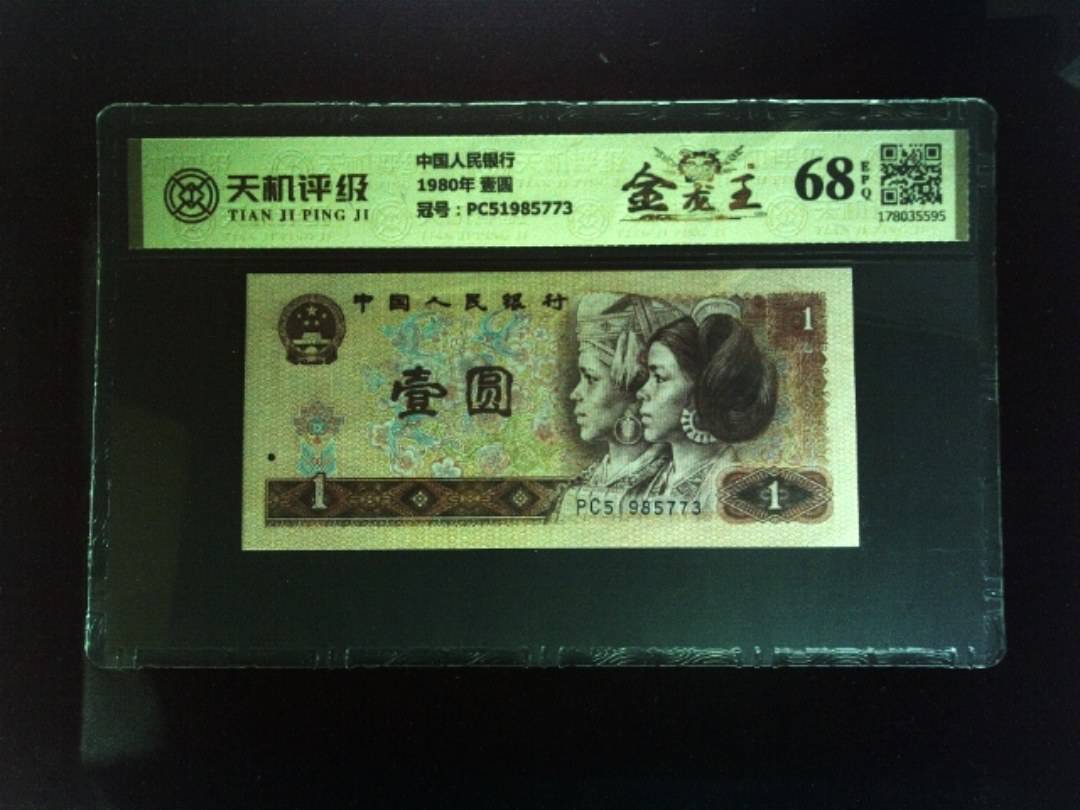 天机评级
TIAN JI PING JI
中国人民银行
1980年 壹圆
冠号：PC51985773
金龙王
68
EPQ
178035595
中国人民银行
壹圆
1
1
PC51985773
1